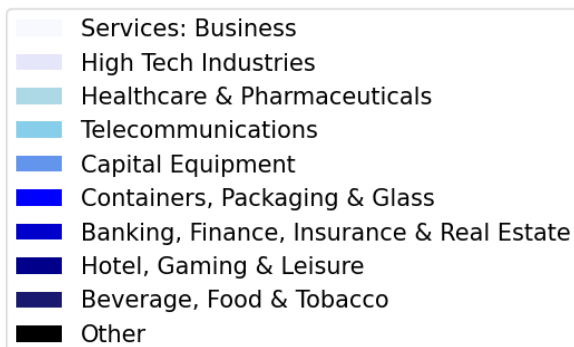 Services: Business
High Tech Industries
Healthcare & Pharmaceuticals
Telecommunications
Capital Equipment
Containers, Packaging & Glass
Banking, Finance, Insurance & Real Estate
Hotel, Gaming & Leisure
Beverage, Food & Tobacco
Other